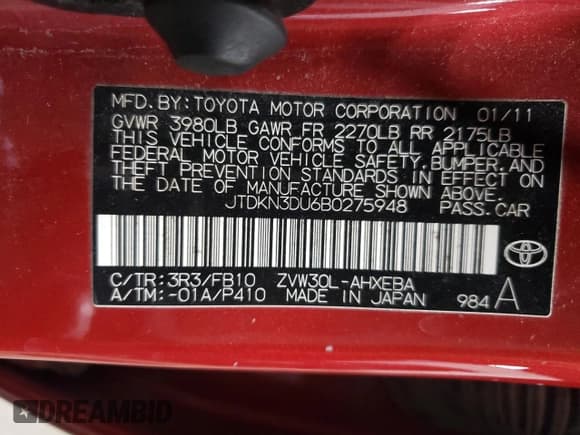 MFD.BY:TOYOTA MOTOR CORPORATION 01/11
GVWR 3980LB GAWR FR 2270LB RR 2175LB
THIS VEHICLE CONFORMS TO ALL APPLICABLE
FEDERAL MOTOR VEHICLE SAFETY,BUMPER,AND
THEFT PREVENTION STANDARDS IN EFFECT ON
THE DATE OF MANUFACTURE SHOWN ABOVE.
JTDKN3DU6B0275948 PASS.CAR
C/TR:3R3/FB10 ZVW30L-AHXEBA
A/TM:-01A/P410 MADE IN JAPAN 984 A
TOYOTA
DREAMBID